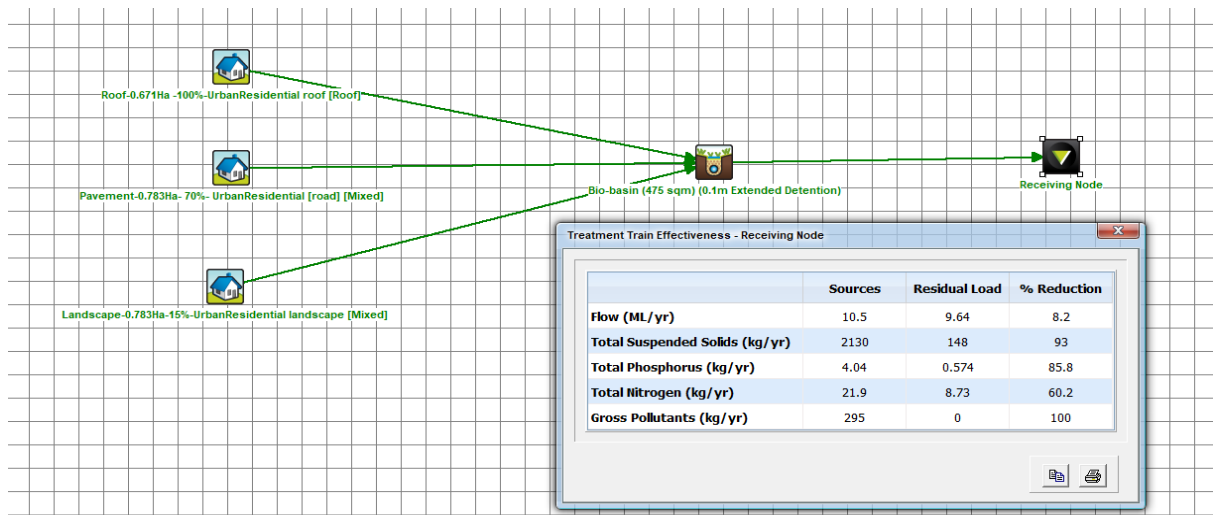 Roof-0.671Ha -100%-UrbanResidential roof [Roof]
Pavement-0.783Ha- 70%- UrbanResidential [road] [Mixed]
Bio-basin (475 sqm) (0.1m Extended Detention)
Receiving Node
Landscape-0.783Ha-15%-UrbanResidential landscape [Mixed]
Treatment Train Effectiveness - Receiving Node
Sources Residual Load % Reduction
Flow (ML/yr) 10.5 9.64 8.2
Total Suspended Solids (kg/yr) 2130 148 93
Total Phosphorus (kg/yr) 4.04 0.574 85.8
Total Nitrogen (kg/yr) 21.9 8.73 60.2
Gross Pollutants (kg/yr) 295 0 100